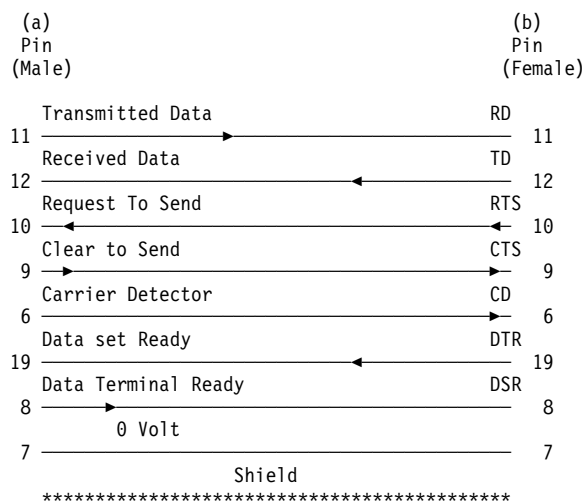 (a) (b)
Pin Pin
(Male) (Female)
Transmitted Data RD
11 11
Received Data TD
12 12
Request To Send RTS
10 10
Clear to Send CTS
9 9
Carrier Detector CD
6 6
Data set Ready DTR
19 19
Data Terminal Ready DSR
8 8
0 Volt
7 7
Shield
********************************************